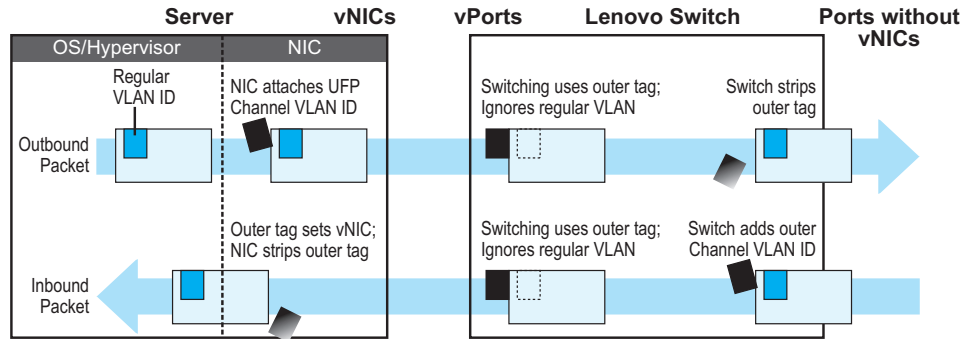 Server
vNICs
vPorts
Lenovo Switch
Ports without
vNICs
OS/Hypervisor
NIC
Regular
VLAN ID
NIC attaches UFP
Channel VLAN ID
Switching uses outer tag;
Ignores regular VLAN
Switch strips
outer tag
Outbound
Packet
Outer tag sets vNIC;
NIC strips outer tag
Switching uses outer tag;
Ignores regular VLAN
Switch adds outer
Channel VLAN ID
Inbound
Packet